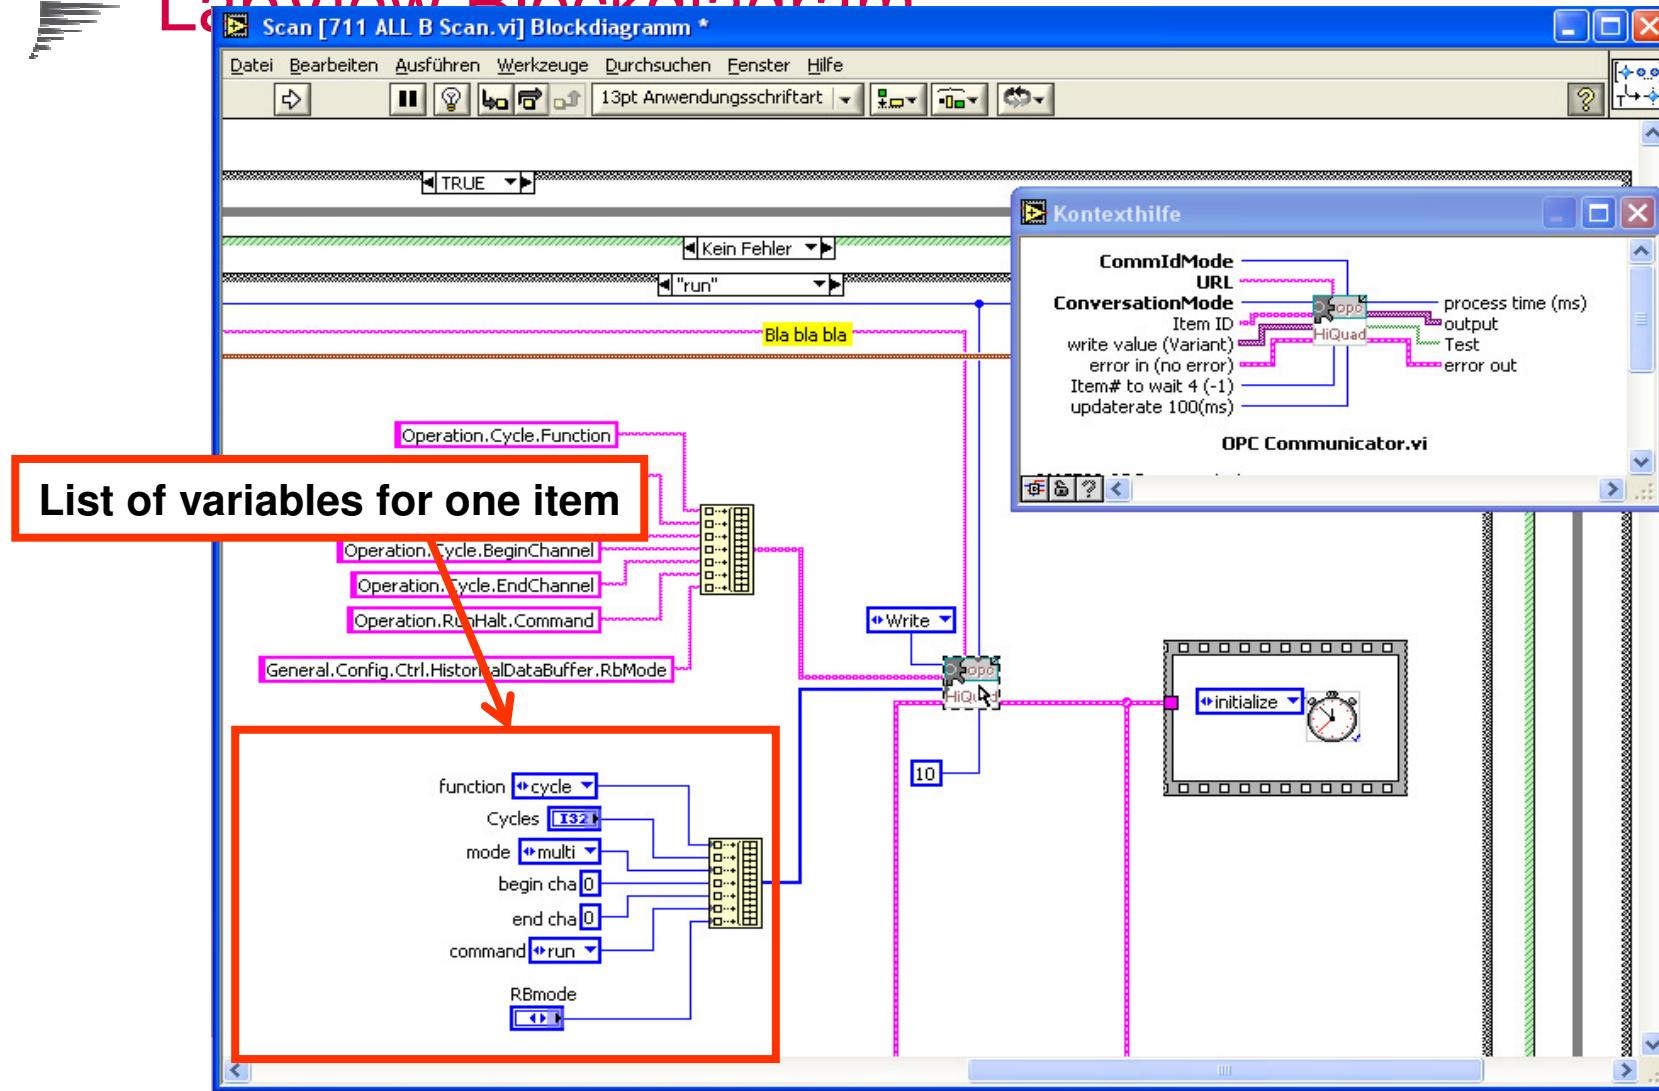 LabView Blockdiagram
Scan [711 ALL B Scan.vi] Blockdiagramm *
Datei Bearbeiten Ausführen Werkzeuge Durchsuchen Fenster Hilfe
13pt Anwendungsschriftart
TRUE
Kein Fehler
"run"
Bla bla bla
Kontexthilfe
CommIdMode
URL
ConversationMode
Item ID
write value (Variant)
error in (no error)
Item# to wait 4 (-1)
updaterate 100(ms)
opc
HiQuad
process time (ms)
output
Test
error out
OPC Communicator.vi
Operation.Cycle.Function
List of variables for one item
Operation.Cycle.BeginChannel
Operation.Cycle.EndChannel
Operation.RunHalt.Command
General.Config.Ctrl.HistoricalDataBuffer.RbMode
Write
opc
initialize
10
function cycle
Cycles I32
mode multi
begin cha 0
end cha 0
command run
RBmode